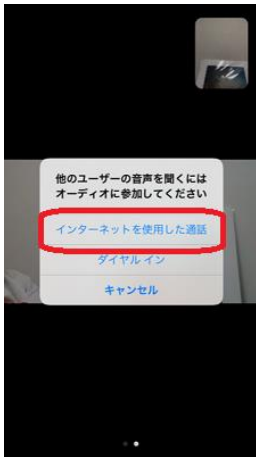 他のユーザーの音声を聞くには
オーディオに参加してください
インターネットを使用した通話
ダイヤルイン
キャンセル